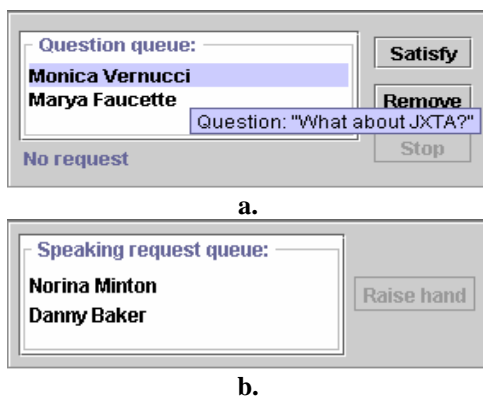 Question queue:
Satisfy
Monica Vernucci
Marya Faucette
Remove
Question: "What about JXTA?"
Stop
No request
a.
Speaking request queue:
Norina Minton
Raise hand
Danny Baker
b.